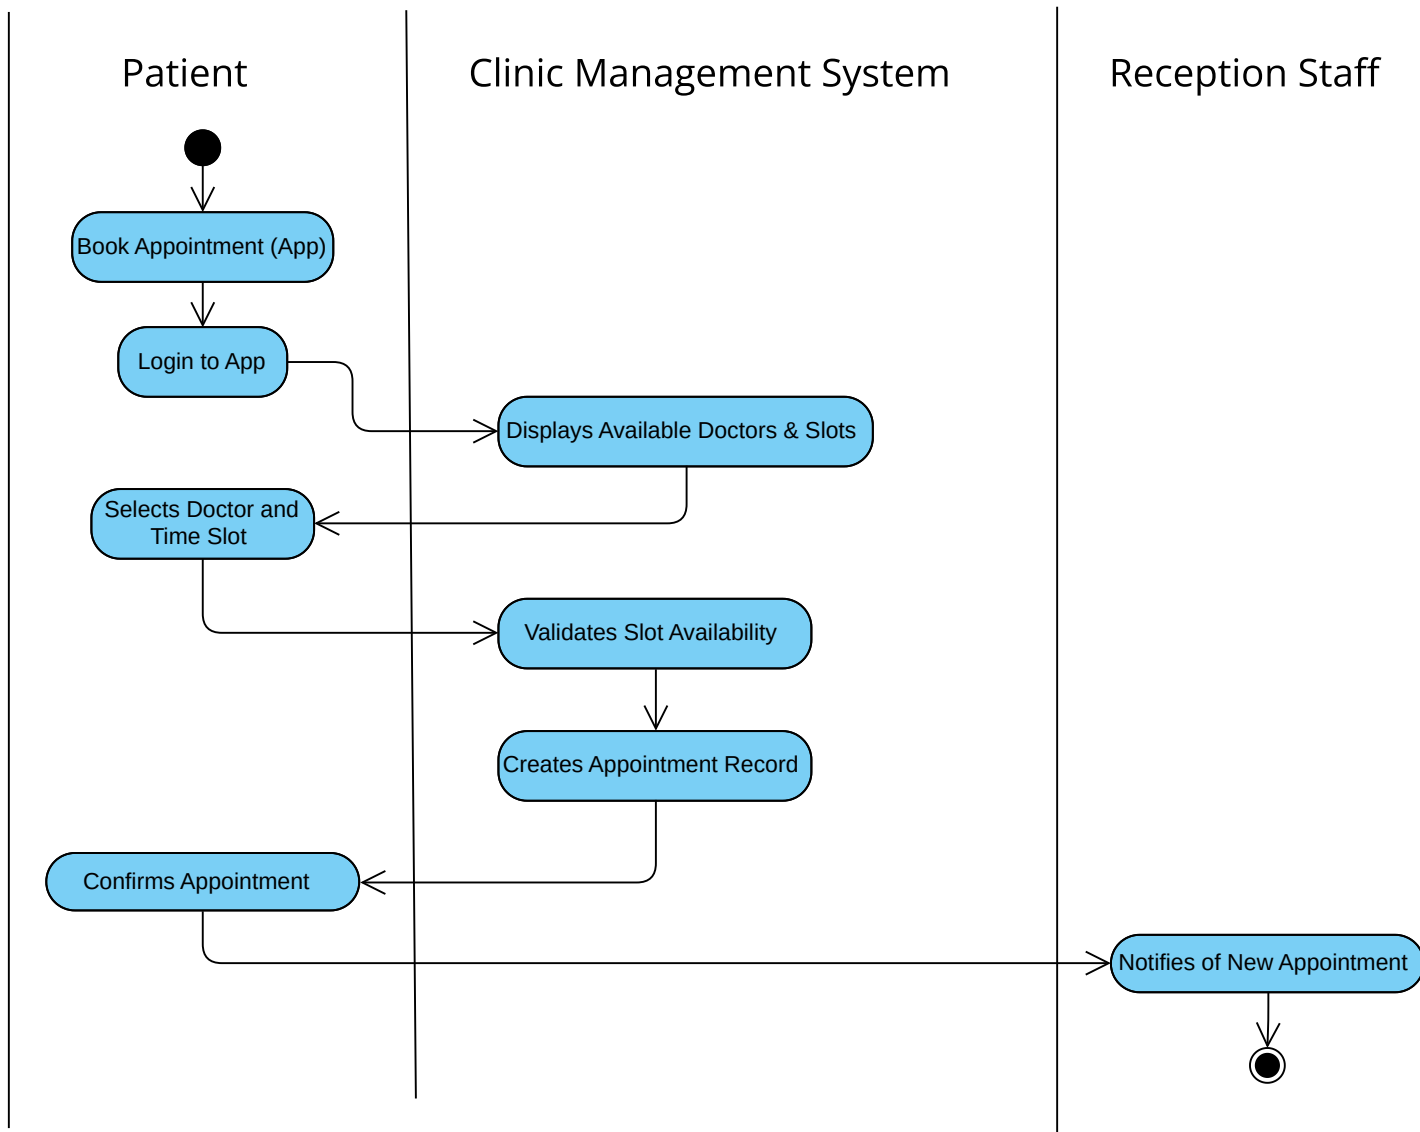 Patient
Clinic Management System
Reception Staff
Book Appointment (App)
Login to App
Displays Available Doctors & Slots
Selects Doctor and
Time Slot
Validates Slot Availability
Creates Appointment Record
Confirms Appointment
Notifies of New Appointment